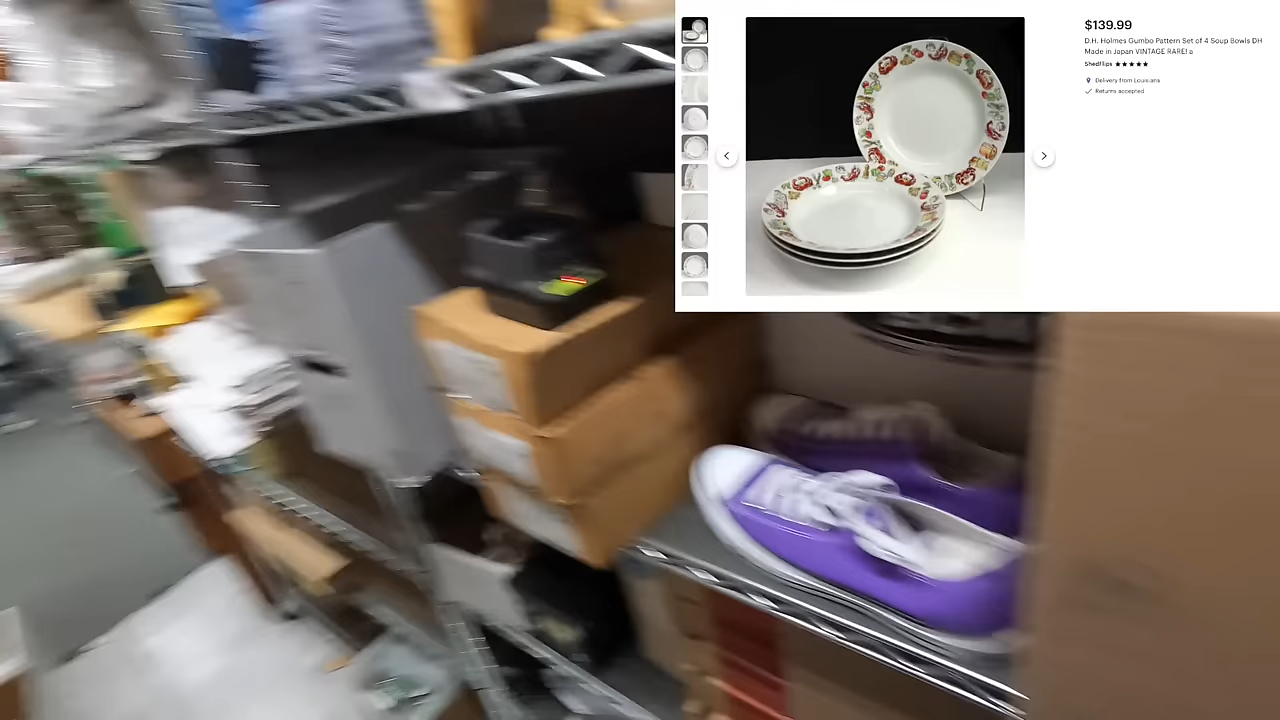 $139.99
D.H. Holmes Gumbo Pattern Set of 4 Soup Bowls DH
Made in Japan VINTAGE RARE! a
Shedflips ★★★★★
Delivery from Louisiana
Returns accepted